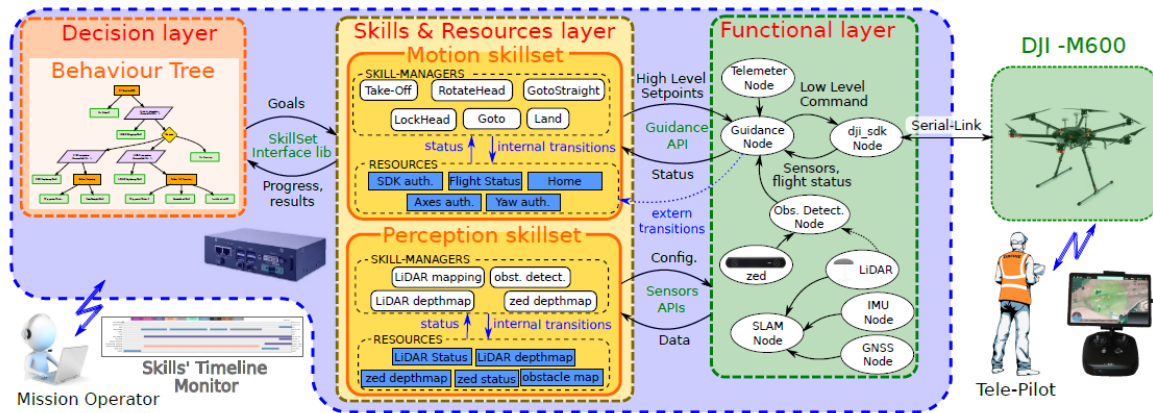 Decision layer
Behaviour Tree
Goals
SkillSet
Interface lib
Progress,
results
Skills & Resources layer
Motion skillset
SKILL-MANAGERS
Take-Off
RotateHead
GotoStraight
LockHead
Goto
Land
status
internal transitions
RESOURCES
SDK auth.
Flight Status
Home
Axes auth.
Yaw auth.
Perception skillset
SKILL-MANAGERS
LiDAR mapping
obst. detect.
LiDAR depthmap
zed depthmap
status
internal transitions
RESOURCES
LiDAR Status
LiDAR depthmap
zed depthmap
zed status
obstacle map
High Level
Setpoints
Guidance
API
Status
extern
transitions
Config.
Sensors
APIs
Data
Functional layer
Telemeter
Node
Low Level
Command
Guidance
Node
dji_sdk
Node
Sensors,
flight status
Obs. Detect.
Node
zed
LiDAR
IMU
Node
SLAM
Node
GNSS
Node
Serial-Link
DJI -M600
Tele-Pilot
Skills' Timeline
Monitor
Mission Operator